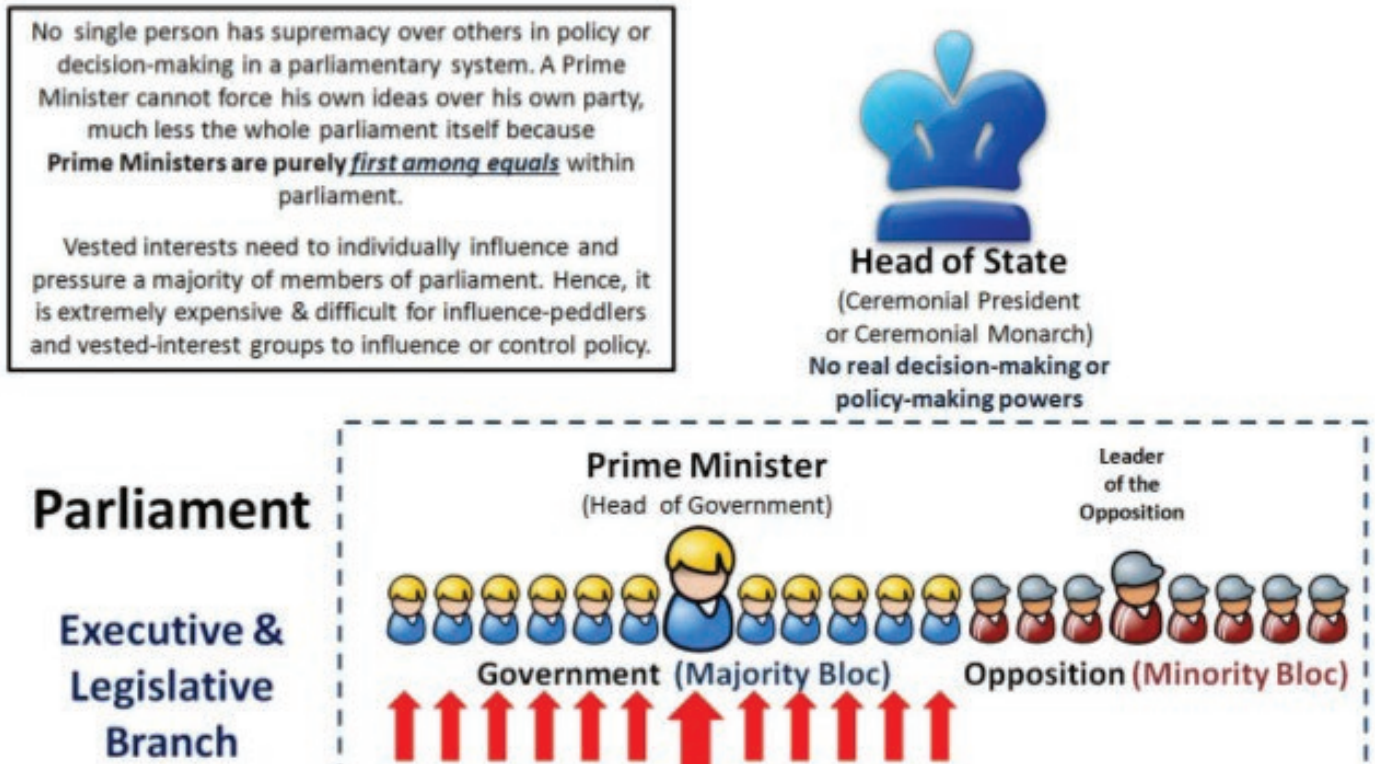 No single person has supremacy over others in policy or
decision-making in a parliamentary system. A Prime
Minister cannot force his own ideas over his own party,
much less the whole parliament itself because
Prime Ministers are purely first among equals within
parliament.
Vested interests need to individually influence and
pressure a majority of members of parliament. Hence, it
is extremely expensive & difficult for influence-peddlers
and vested-interest groups to influence or control policy.
Head of State
(Ceremonial President
or Ceremonial Monarch)
No real decision-making or
policy-making powers
Parliament
Executive &
Legislative
Branch
Prime Minister
(Head of Government)
Leader
of the
Opposition
Government (Majority Bloc)
Opposition (Minority Bloc)